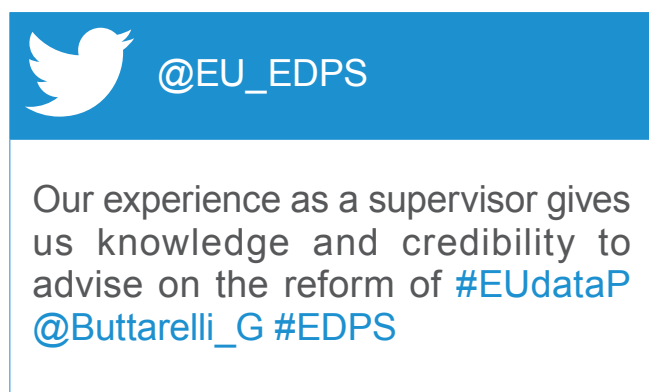 @EU_EDPS
Our experience as a supervisor gives
us knowledge and credibility to
advise on the reform of #EUdataP
@Buttarelli_G #EDPS